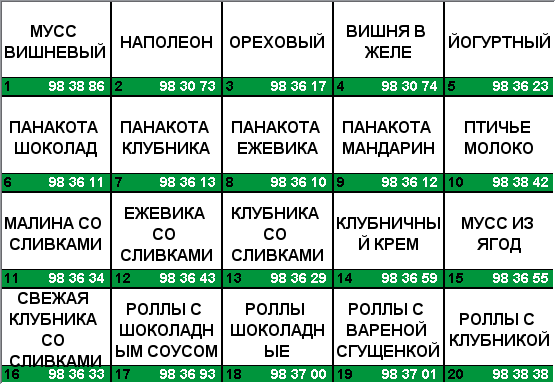 МУСС
ВИШНЕВЫЙ
1 98 38 86
НАПОЛЕОН
2 98 30 73
ОРЕХОВЫЙ
3 98 36 17
ВИШНЯ В
ЖЕЛЕ
4 98 30 74
ЙОГУРТНЫЙ
5 98 36 23
ПАНАКОТА
ШОКОЛАД
6 98 36 11
ПАНАКОТА
КЛУБНИКА
7 98 36 13
ПАНАКОТА
ЕЖЕВИКА
8 98 36 10
ПАНАКОТА
МАНДАРИН
9 98 36 12
ПТИЧЬЕ
МОЛОКО
10 98 38 42
МАЛИНА СО
СЛИВКАМИ
11 98 36 34
ЕЖЕВИКА
СО
СЛИВКАМИ
12 98 36 43
КЛУБНИКА
СО
СЛИВКАМИ
13 98 36 29
КЛУБНИЧНЫ
Й КРЕМ
14 98 36 59
МУСС ИЗ
ЯГОД
15 98 36 55
СВЕЖАЯ
КЛУБНИКА
СО
СЛИВКАМИ
16 98 36 33
РОЛЛЫ С
ШОКОЛАДН
ЫМ СОУСОМ
17 98 36 93
РОЛЛЫ
ШОКОЛАДН
ЫЕ
18 98 37 00
РОЛЛЫ С
ВАРЕНОЙ
СГУЩЕНКОЙ
19 98 37 01
РОЛЛЫ С
КЛУБНИКОЙ
20 98 38 38